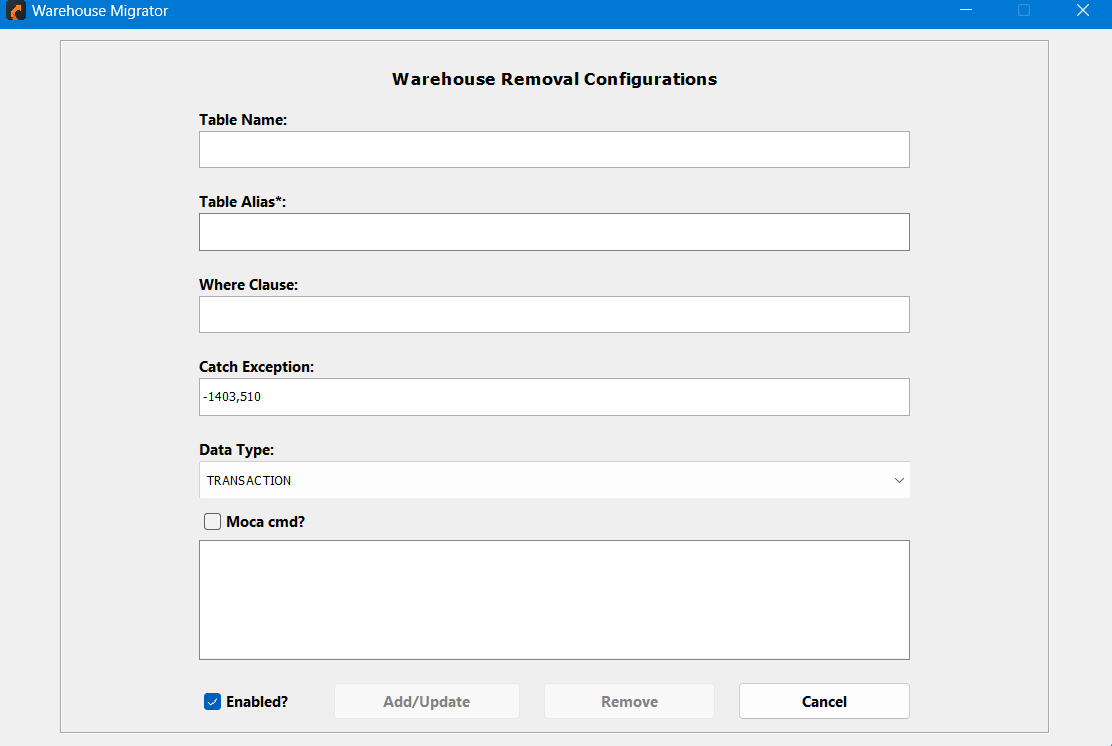 Warehouse Migrator
Warehouse Removal Configurations
Table Name:
Table Alias*:
Where Clause:
Catch Exception:
-1403,510
Data Type:
TRANSACTION
Moca cmd?
Enabled? Add/Update Remove Cancel